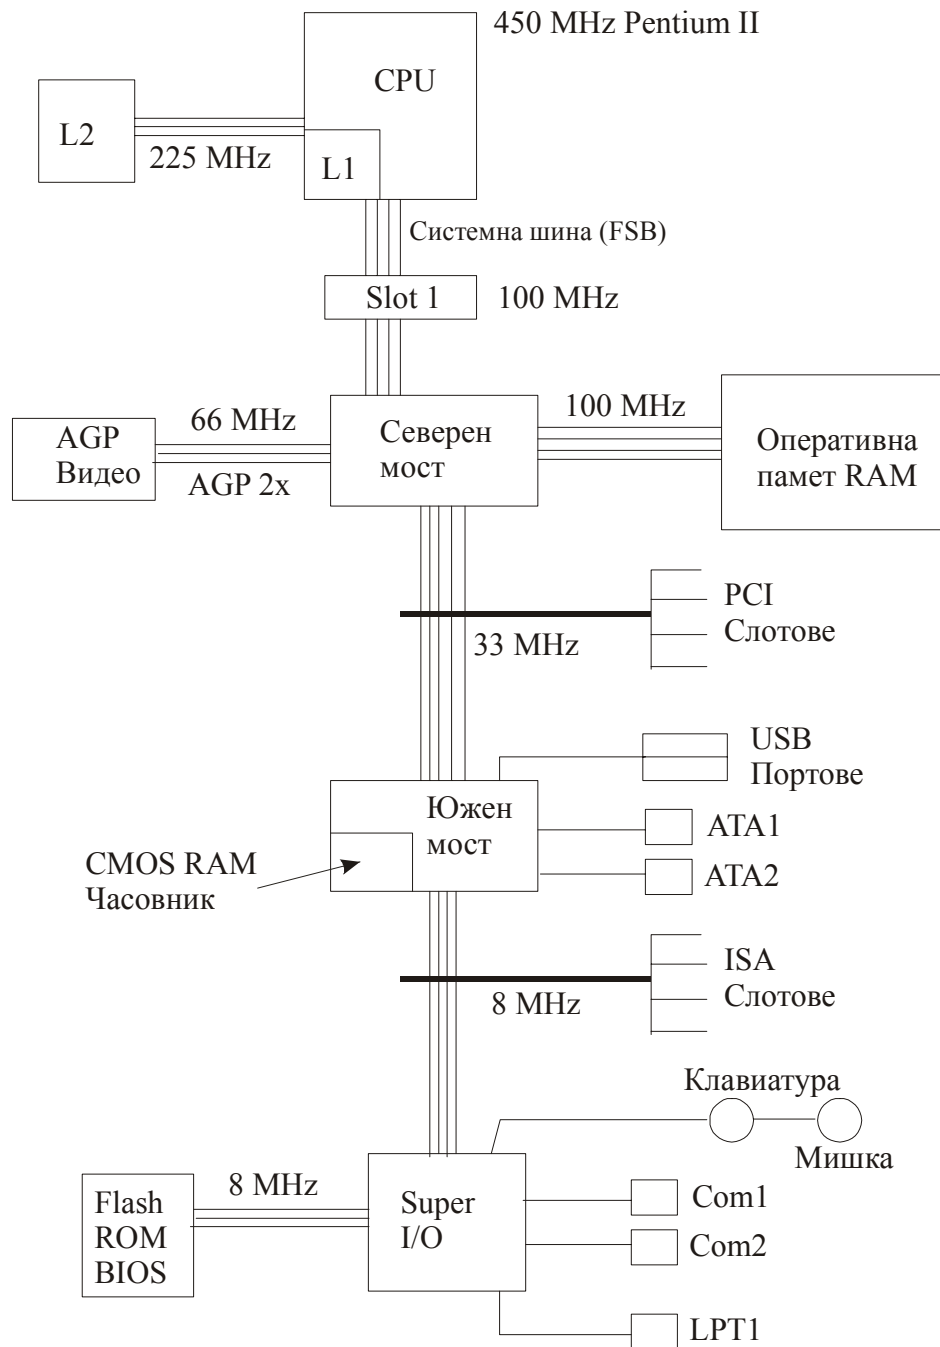 450 MHz Pentium II
CPU
L2
225 MHz
L1
Системна шина (FSB)
Slot 1
100 MHz
AGP
Видео
66 MHz
AGP 2x
Северен
мост
100 MHz
Оперативна
памет RAM
PCI
Слотове
33 MHz
USB
Портове
Южен
мост
ATA1
ATA2
CMOS RAM
Часовник
ISA
Слотове
8 MHz
Клавиатура
Мишка
Flash
ROM
BIOS
8 MHz
Super
I/O
Com1
Com2
LPT1